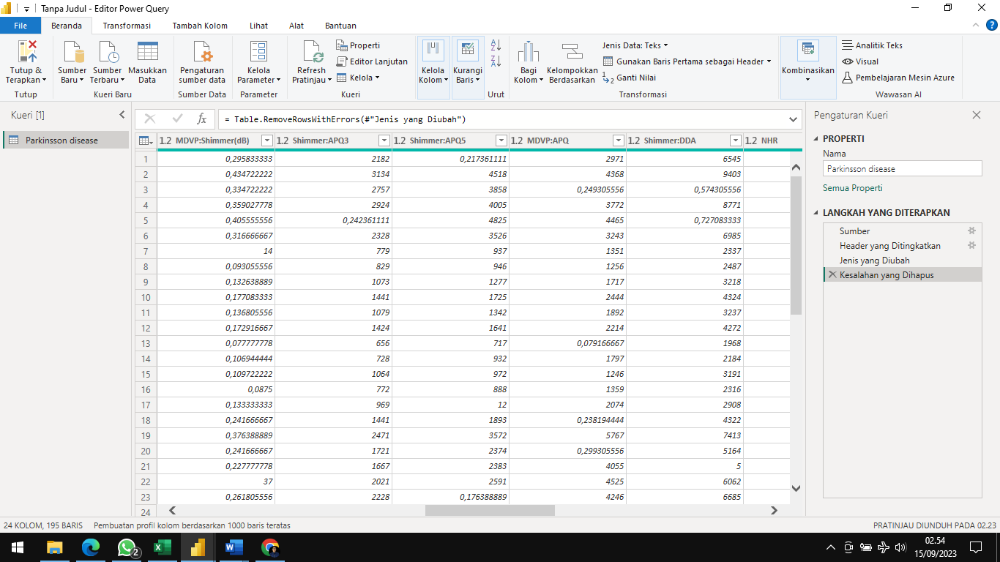 Tanpa Judul - Editor Power Query
File Beranda Transformasi Tambah Kolom Lihat Alat Bantuan
Tutup & Terapkan
Tutup
Sumber Baru
Sumber Terbaru
Masukkan Data
Kueri Baru
Pengaturan sumber data
Sumber Data
Kelola Parameter
Parameter
Refresh Pratinjau
Properti
Editor Lanjutan
Kelola
Kueri
Kelola Kolom
Kurangi Baris
Urut
Bagi Kolom
Kelompokkan Berdasarkan
Jenis Data: Teks
Gunakan Baris Pertama sebagai Header
Ganti Nilai
Transformasi
Kombinasikan
Analitik Teks
Visual
Pembelajaran Mesin Azure
Wawasan AI
Kueri [1]
Parkinsson disease
fx = Table.RemoveRowsWithErrors(#"Jenis yang Diubah")
1.2 MDVP:Shimmer(dB) 1.2 Shimmer:APQ3 1.2 Shimmer:APQ5 1.2 MDVP:APQ 1.2 Shimmer:DDA 1.2 NHR
1 0,295833333 2182 0,217361111 2971 6545
2 0,434722222 3134 4518 4368 9403
3 0,334722222 2757 3858 0,249305556 0,574305556
4 0,359027778 2924 4005 3772 8771
5 0,405555556 0,242361111 4825 4465 0,727083333
6 0,316666667 2328 3526 3243 6985
7 14 779 937 1351 2337
8 0,093055556 829 946 1256 2487
9 0,132638889 1073 1277 1717 3218
10 0,177083333 1441 1725 2444 4324
11 0,136805556 1079 1342 1892 3237
12 0,172916667 1424 1641 2214 4272
13 0,077777778 656 717 0,079166667 1968
14 0,106944444 728 932 1797 2184
15 0,109722222 1064 972 1246 3191
16 0,0875 772 888 1359 2316
17 0,133333333 969 12 2074 2908
18 0,241666667 1441 1893 0,238194444 4322
19 0,376388889 2471 3572 5767 7413
20 0,241666667 1721 2374 0,299305556 5164
21 0,227777778 1667 2383 4055 5
22 37 2021 2591 4525 6062
23 0,261805556 2228 0,176388889 4246 6685
24
Pengaturan Kueri
PROPERTI
Nama
Parkinsson disease
Semua Properti
LANGKAH YANG DITERAPKAN
Sumber
Header yang Ditingkatkan
Jenis yang Diubah
Kesalahan yang Dihapus
24 KOLOM, 195 BARIS Pembuatan profil kolom berdasarkan 1000 baris teratas
PRATINJAU DIUNDUH PADA 02.23
2
02.54
15/09/2023